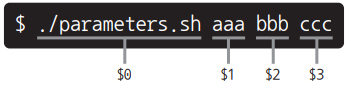 $ ./parameters.sh aaa bbb ccc
$0 $1 $2 $3